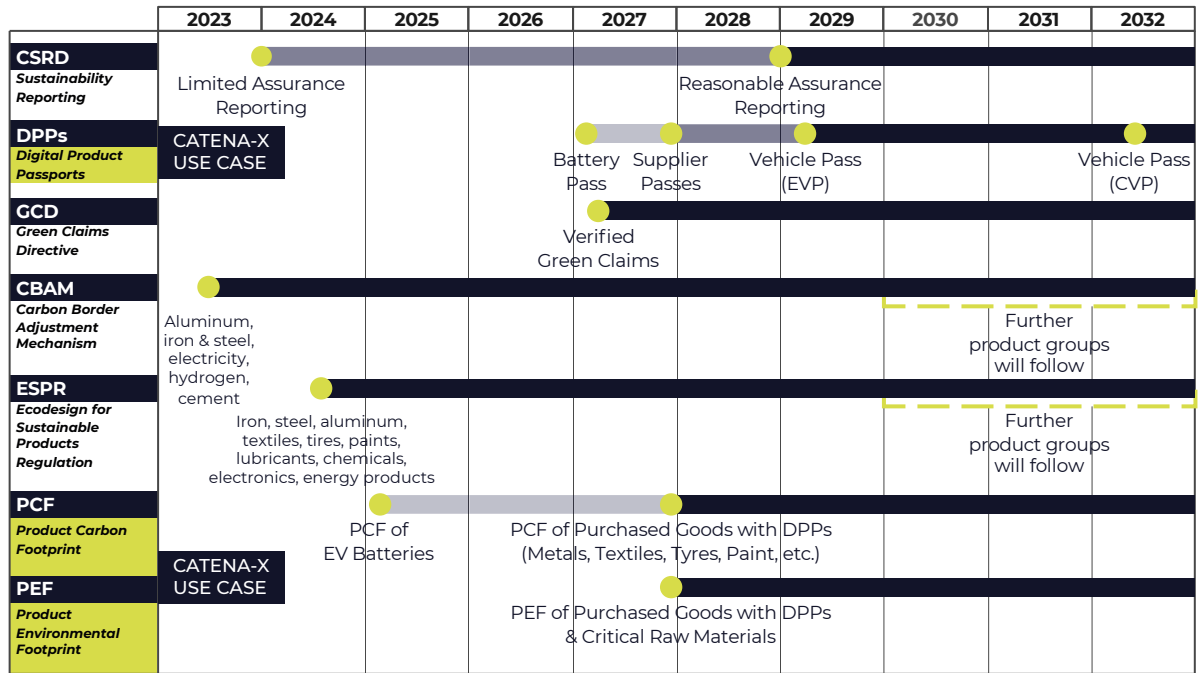 2023 2024 2025 2026 2027 2028 2029 2030 2031 2032
CSRD
Sustainability
Reporting
Limited Assurance
Reporting
Reasonable Assurance
Reporting
DPPs
Digital Product
Passports
CATENA-X
USE CASE
Battery
Pass
Supplier
Passes
Vehicle Pass
(EVP)
Vehicle Pass
(CVP)
GCD
Green Claims
Directive
Verified
Green Claims
CBAM
Carbon Border
Adjustment
Mechanism
Aluminum,
iron & steel,
electricity,
hydrogen,
cement
Further
product groups
will follow
ESPR
Ecodesign for
Sustainable
Products
Regulation
Iron, steel, aluminum,
textiles, tires, paints,
lubricants, chemicals,
electronics, energy products
Further
product groups
will follow
PCF
Product Carbon
Footprint
PCF of
EV Batteries
PCF of Purchased Goods with DPPs
(Metals, Textiles, Tyres, Paint, etc.)
CATENA-X
USE CASE
PEF
Product
Environmental
Footprint
PEF of Purchased Goods with DPPs
& Critical Raw Materials